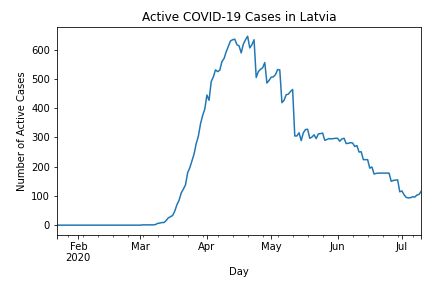 Active COVID-19 Cases in Latvia
Number of Active Cases
600
500
400
300
200
100
0
Feb
2020
Mar
Apr
May
Jun
Jul
Day